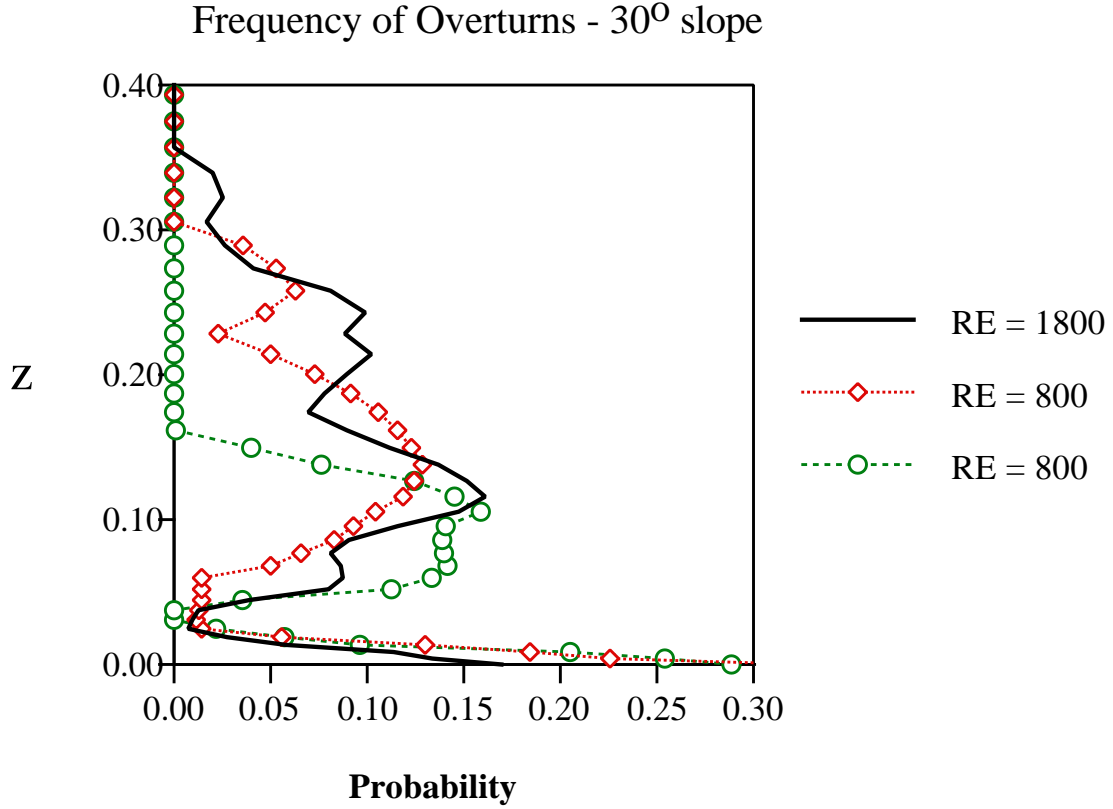 Frequency of Overturns - 30º slope
0.40
0.30
0.20
0.10
0.00
z
0.00 0.05 0.10 0.15 0.20 0.25 0.30
Probability
RE = 1800
RE = 800
RE = 800